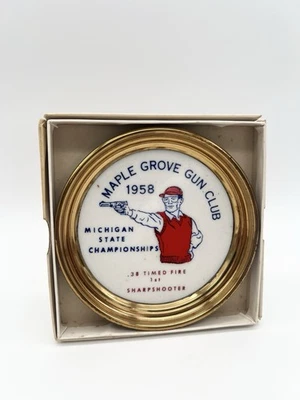 MAPLE GROVE GUN CLUB
1958
MICHIGAN
STATE
CHAMPIONSHIPS
.38 TIMED FIRE
1st
SHARPSHOOTER